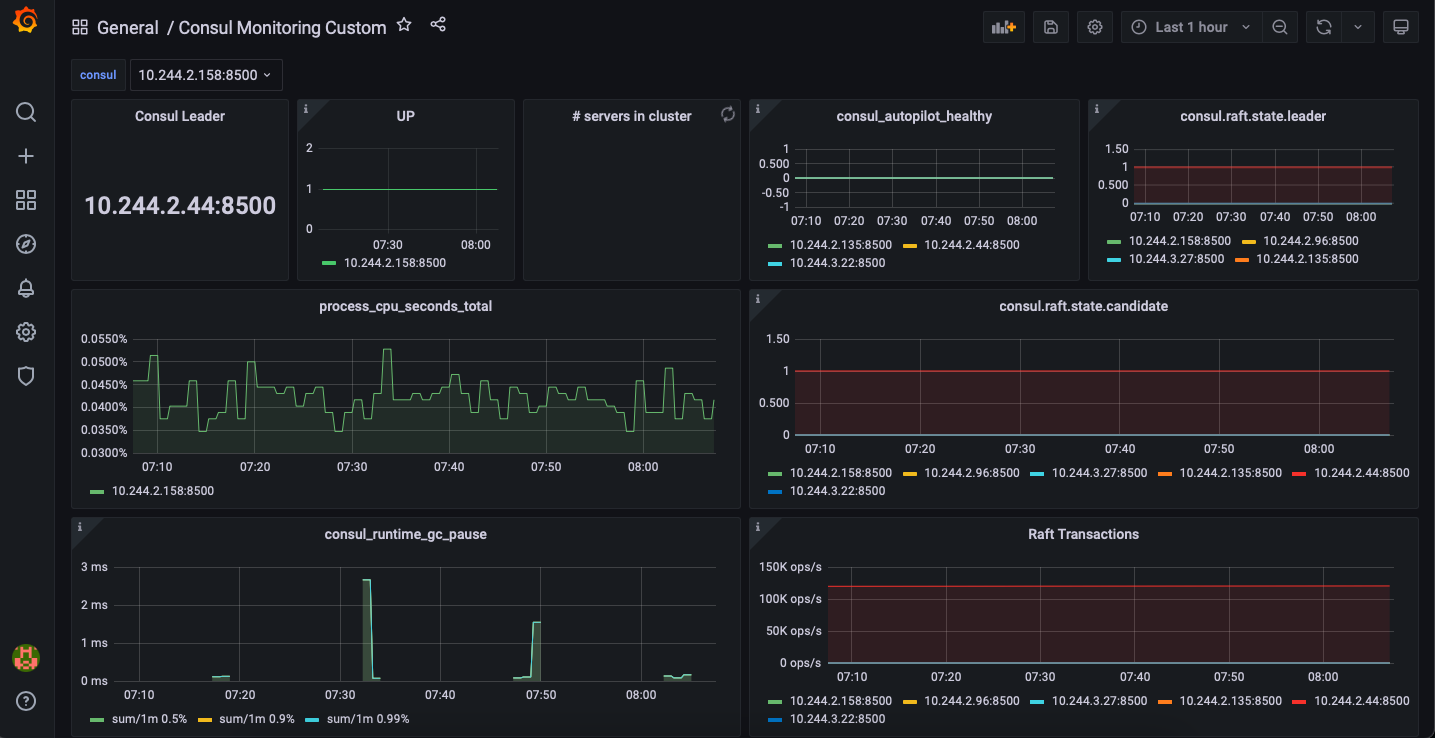 General / Consul Monitoring Custom
Last 1 hour
consul 10.244.2.158:8500
Consul Leader
10.244.2.44:8500
UP
2
1
0
07:30 08:00
10.244.2.158:8500
# servers in cluster
consul_autopilot_healthy
1
0.500
0
-0.50
-1
07:10 07:20 07:30 07:40 07:50 08:00
10.244.2.135:8500 10.244.2.44:8500
10.244.3.22:8500
consul.raft.state.leader
1.50
1
0.500
0
07:10 07:20 07:30 07:40 07:50 08:00
10.244.2.158:8500 10.244.2.96:8500
10.244.3.27:8500 10.244.2.135:8500
process_cpu_seconds_total
0.0550%
0.0500%
0.0450%
0.0400%
0.0350%
0.0300%
07:10 07:20 07:30 07:40 07:50 08:00
10.244.2.158:8500
consul.raft.state.candidate
1.50
1
0.500
0
07:10 07:20 07:30 07:40 07:50 08:00
10.244.2.158:8500 10.244.2.96:8500 10.244.3.27:8500 10.244.2.135:8500 10.244.2.44:8500
10.244.3.22:8500
consul_runtime_gc_pause
3 ms
2 ms
1 ms
0 ms
07:10 07:20 07:30 07:40 07:50 08:00
sum/1m 0.5% sum/1m 0.9% sum/1m 0.99%
Raft Transactions
150K ops/s
100K ops/s
50K ops/s
0 ops/s
07:10 07:20 07:30 07:40 07:50 08:00
10.244.2.158:8500 10.244.2.96:8500 10.244.3.27:8500 10.244.2.135:8500 10.244.2.44:8500
10.244.3.22:8500